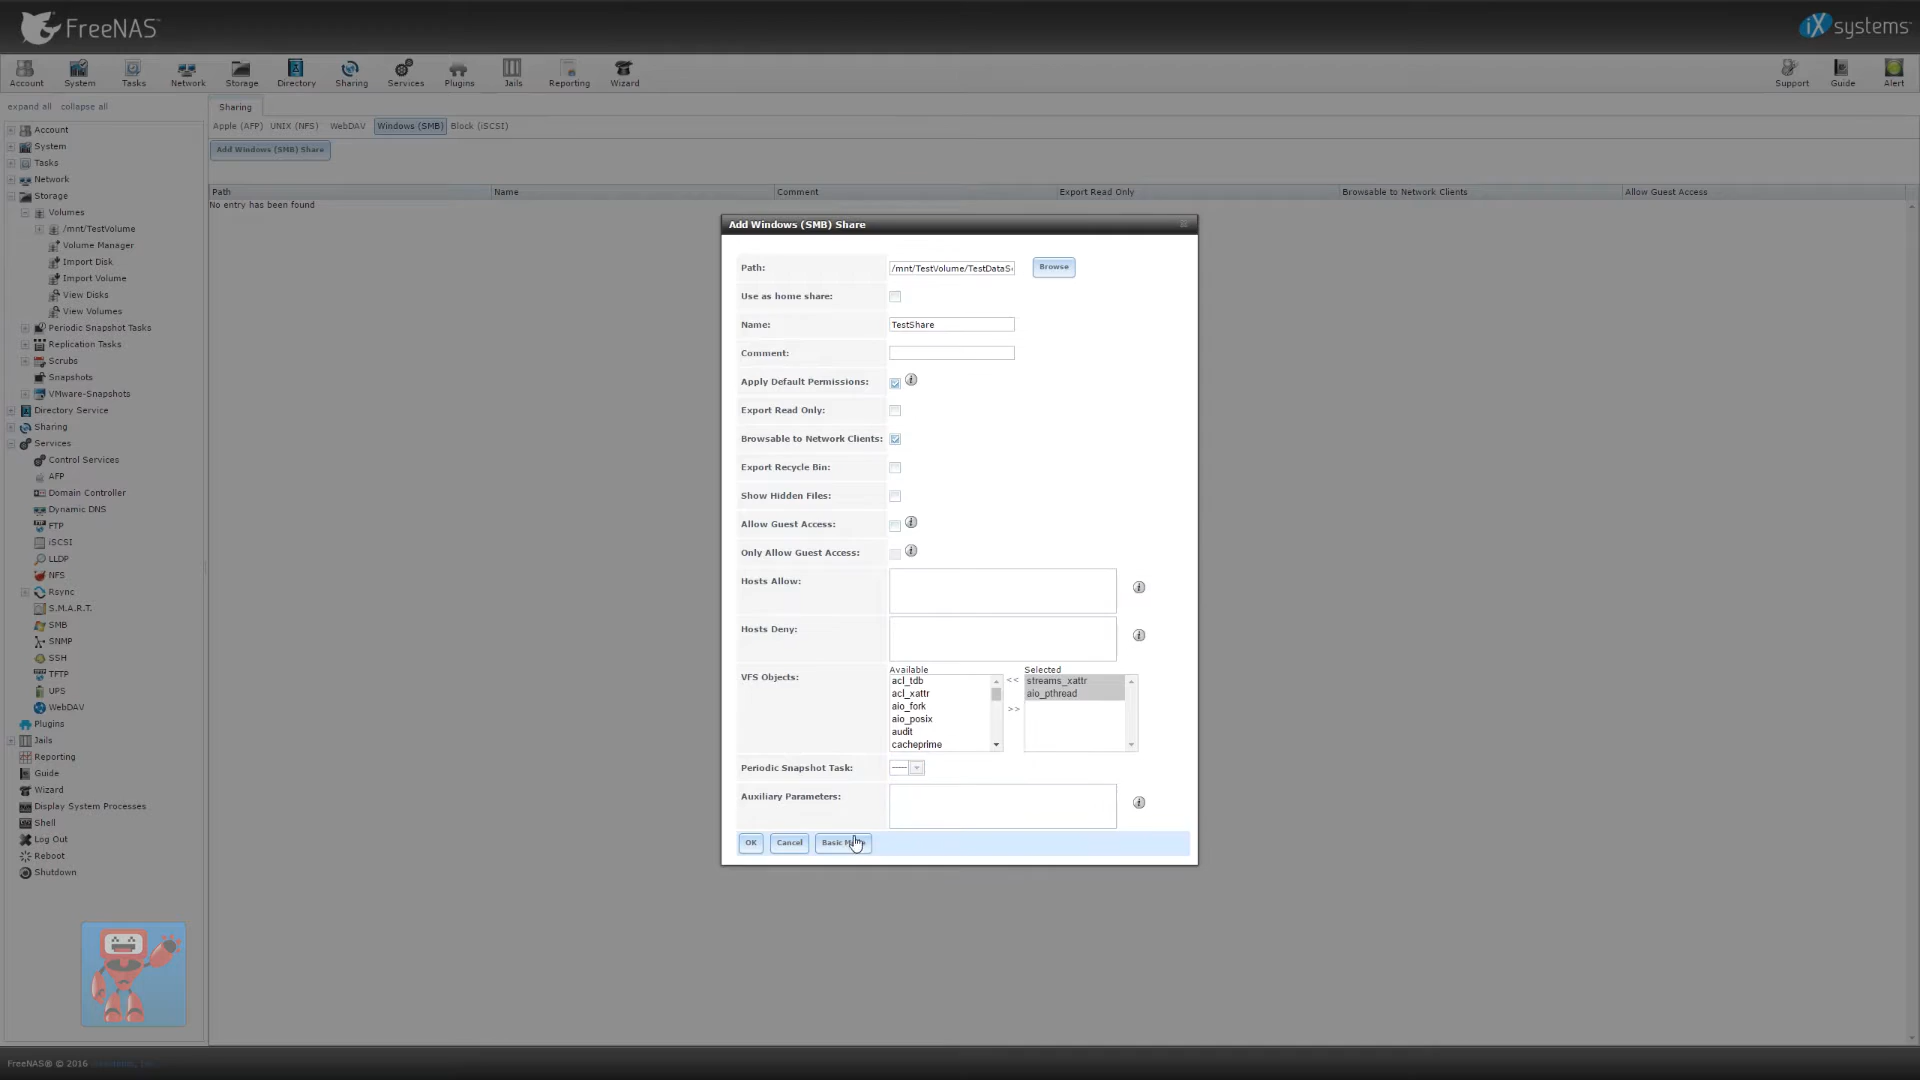 FreeNAS
iXsystems
Account System Tasks Network Storage Directory Sharing Services Plugins Jails Reporting Wizard Support Guide Alert
expand all collapse all
Sharing
Apple (AFP) UNIX (NFS) WebDAV Windows (SMB) Block (iSCSI)
Add Windows (SMB) Share
Path Name Comment Export Read Only Browsable to Network Clients Allow Guest Access
No entry has been found
Account
System
Tasks
Network
Storage
Volumes
/mnt/TestVolume
Volume Manager
Import Disk
Import Volume
View Disks
View Volumes
Periodic Snapshot Tasks
Replication Tasks
Scrubs
Snapshots
VMware-Snapshots
Directory Service
Sharing
Services
Control Services
AFP
Domain Controller
Dynamic DNS
FTP
iSCSI
LLDP
NFS
Rsync
S.M.A.R.T.
SMB
SNMP
SSH
TFTP
UPS
WebDAV
Plugins
Jails
Reporting
Guide
Wizard
Display System Processes
Shell
Log Out
Reboot
Shutdown
Add Windows (SMB) Share
Path: /mnt/TestVolume/TestDataS Browse
Use as home share:
Name: TestShare
Comment:
Apply Default Permissions:
Export Read Only:
Browsable to Network Clients:
Export Recycle Bin:
Show Hidden Files:
Allow Guest Access:
Only Allow Guest Access:
Hosts Allow:
Hosts Deny:
VFS Objects:
Available Selected
acl_tdb << streams_xattr
acl_xattr aio_pthread
aio_fork >>
aio_posix
audit
cacheprime
Periodic Snapshot Task: -----
Auxiliary Parameters:
OK Cancel Basic
FreeNAS® © 2016